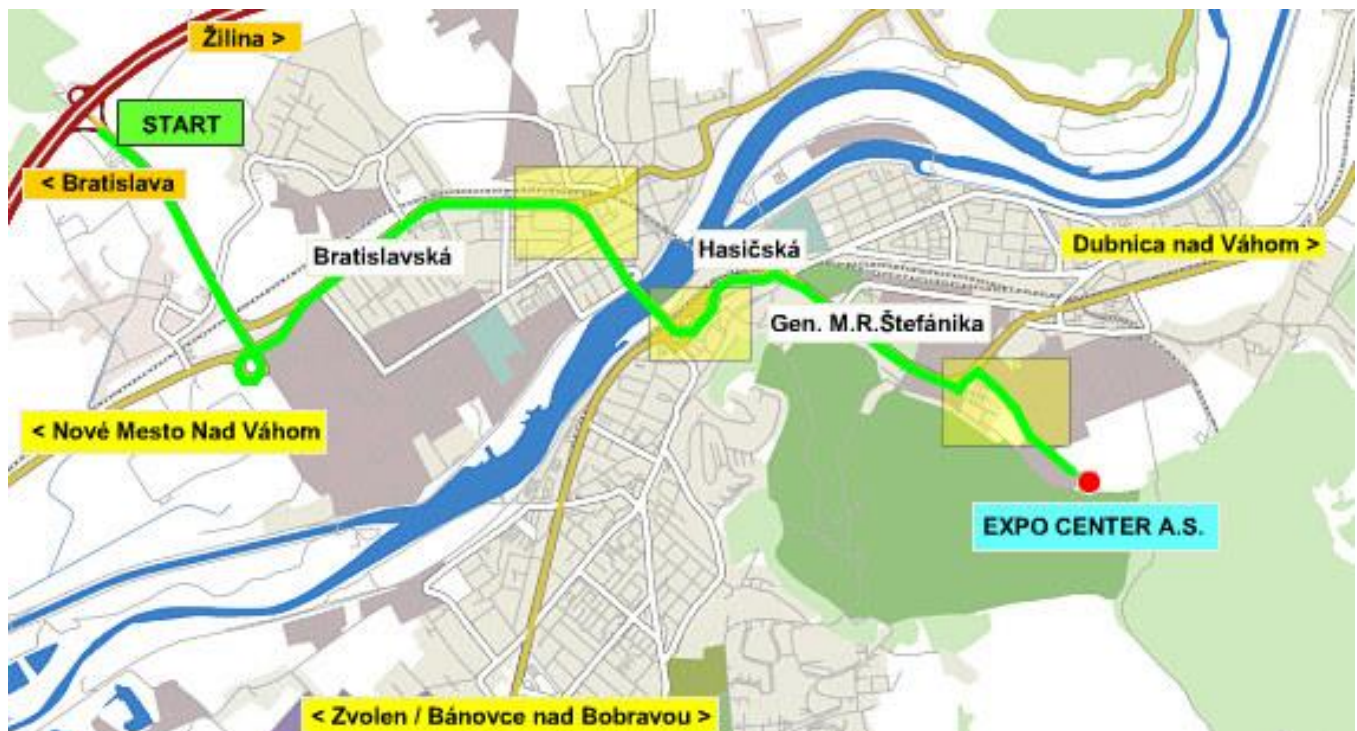 Žilina >
START
< Bratislava
Bratislavská
Hasičská
Dubnica nad Váhom >
Gen. M.R.Štefánika
< Nové Mesto Nad Váhom
EXPO CENTER A.S.
< Zvolen / Bánovce nad Bobravou >